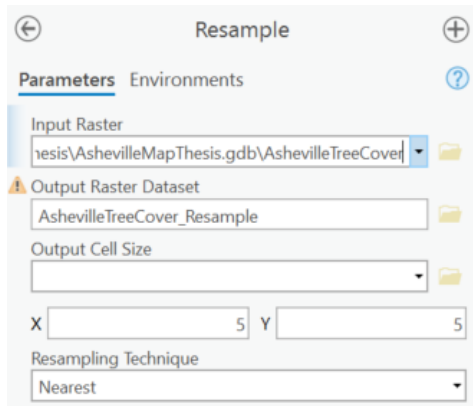 Resample
Parameters Environments
?
Input Raster
nesis\AshevilleMapThesis.gdb\AshevilleTreeCover
Output Raster Dataset
AshevilleTreeCover_Resample
Output Cell Size
X 5 Y 5
Resampling Technique
Nearest